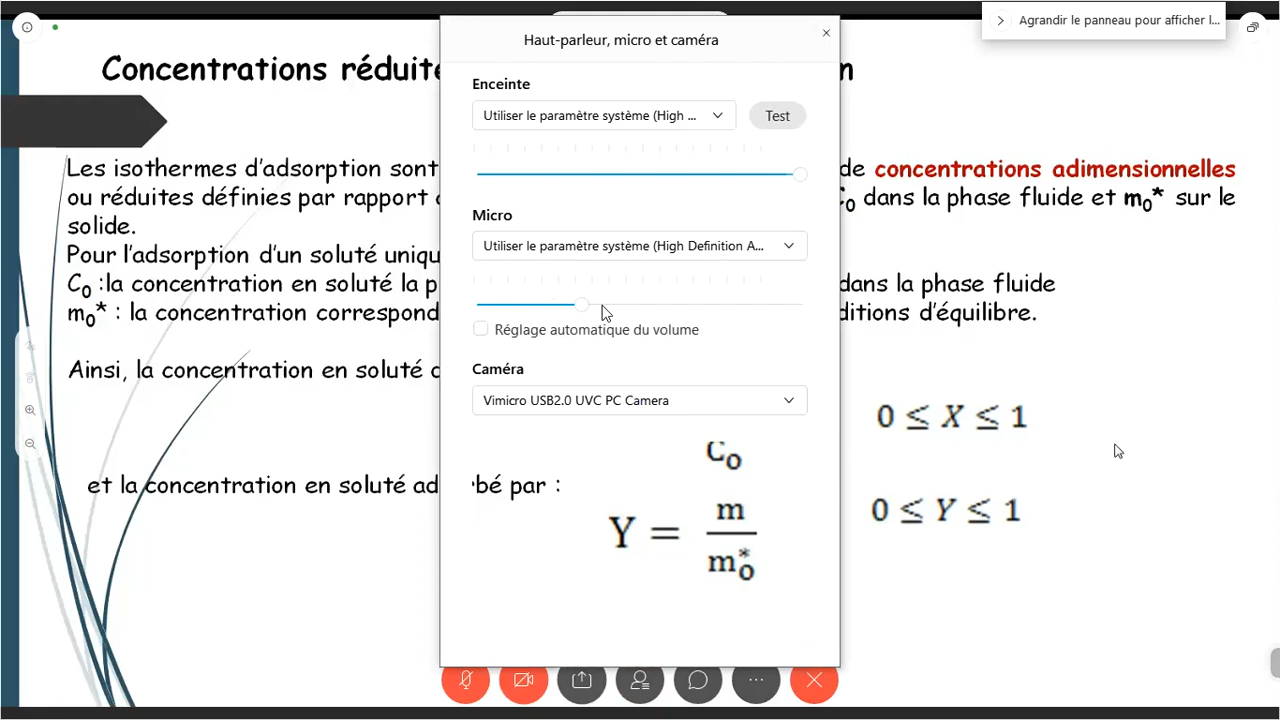 Agrandir le panneau pour afficher l...
Haut-parleur, micro et caméra
Concentrations réduite
n
Enceinte
Utiliser le paramètre système (High ...
Test
Les isothermes d'adsorption sont
de concentrations adimensionnelles
ou réduites définies par rapport
C₀ dans la phase fluide et m₀* sur le
Micro
solide.
Utiliser le paramètre système (High Definition A...
Pour l'adsorption d'un soluté uniqu
C₀ :la concentration en soluté la p
dans la phase fluide
m₀* : la concentration correspond
ditions d'équilibre.
Réglage automatique du volume
Ainsi, la concentration en soluté
Caméra
Vimicro USB2.0 UVC PC Camera
0 ≤ X ≤ 1
C₀
et la concentration en soluté ad
bé par :
Y = m / m₀*
0 ≤ Y ≤ 1